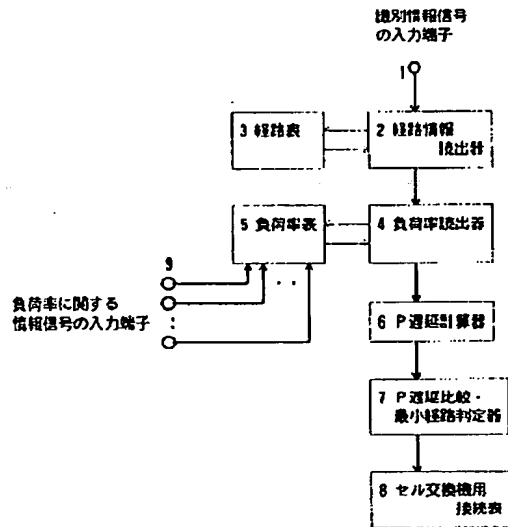 識別情報信号
の入力端子
1
3 経路表
2 経路情報
読出器
5 負荷率表
4 負荷率読出器
9
負荷率に関する
情報信号の入力端子
6 P遅延計算器
7 P遅延比較・
最小経路判定器
8 セル交換機用
接続表